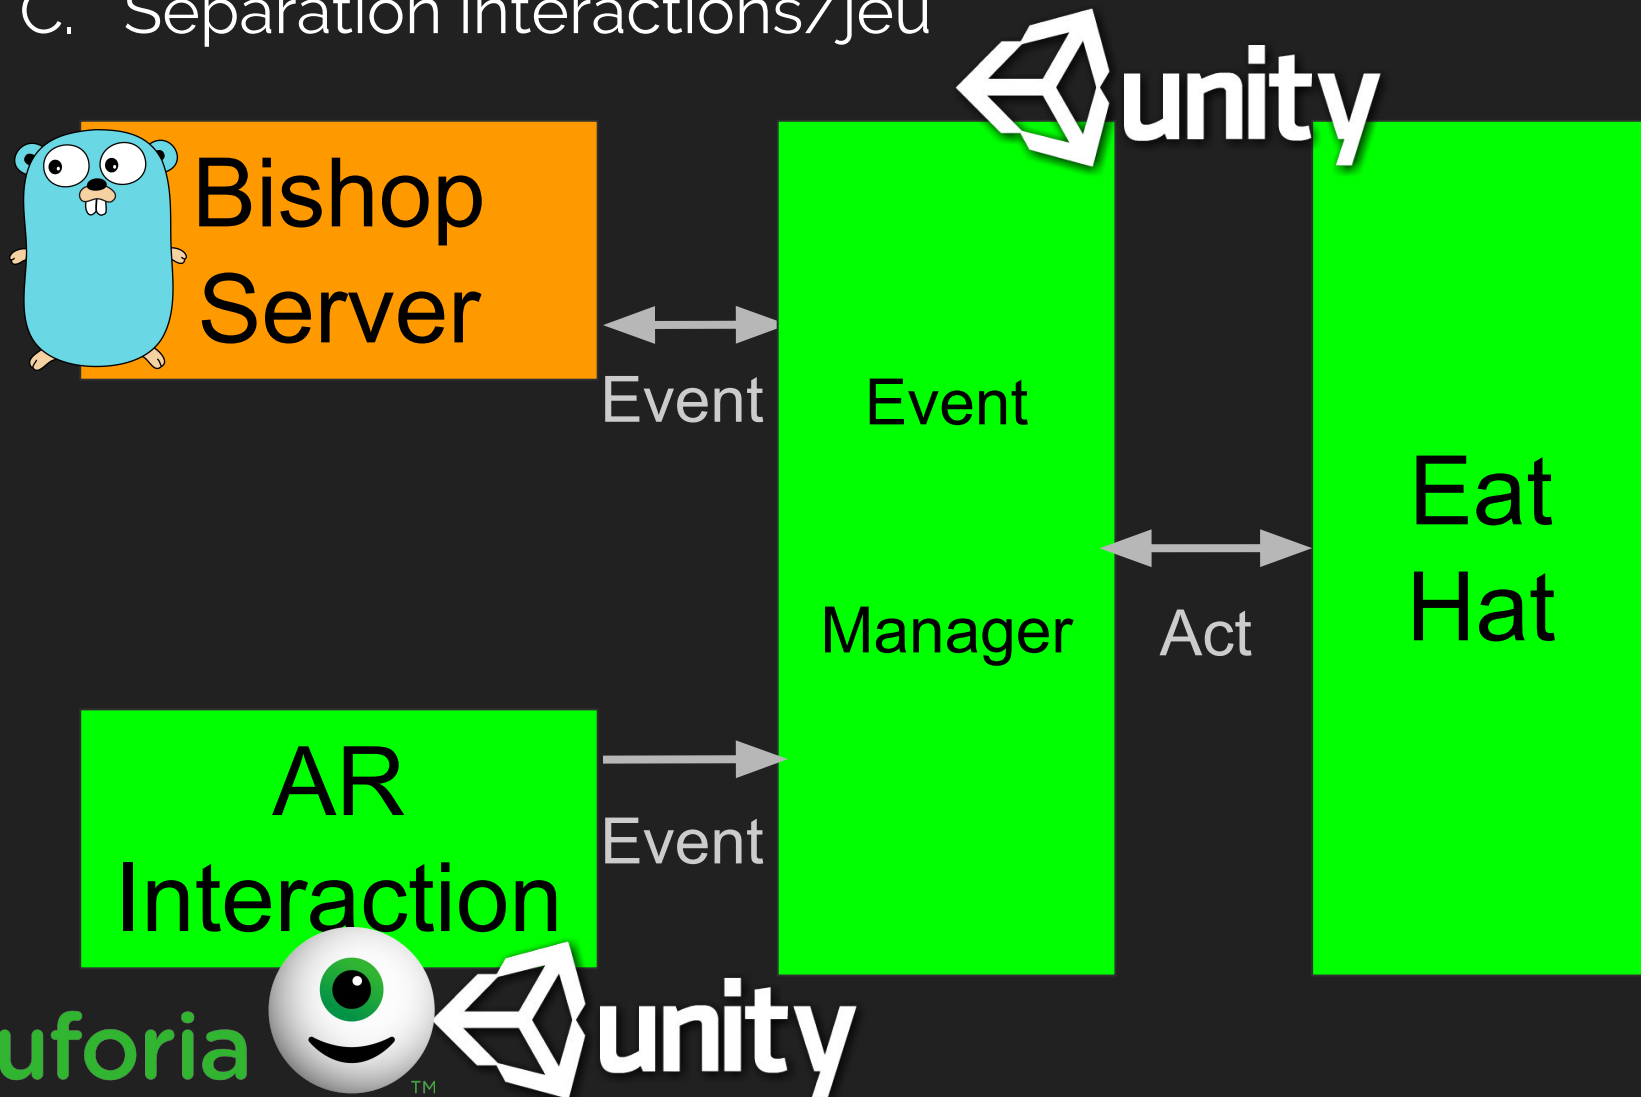 C. Separation interactions/jeu
unity
Bishop
Server
Event
Event
Manager
Eat
Hat
Act
AR
Interaction
Event
uforia
TM
unity